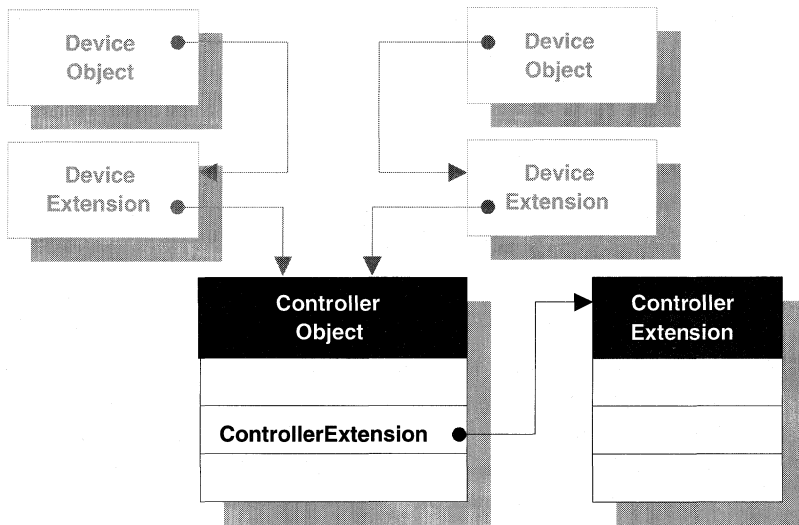 Device
Object
Device
Object
Device
Extension
Device
Extension
Controller
Object
Controller
Extension
ControllerExtension